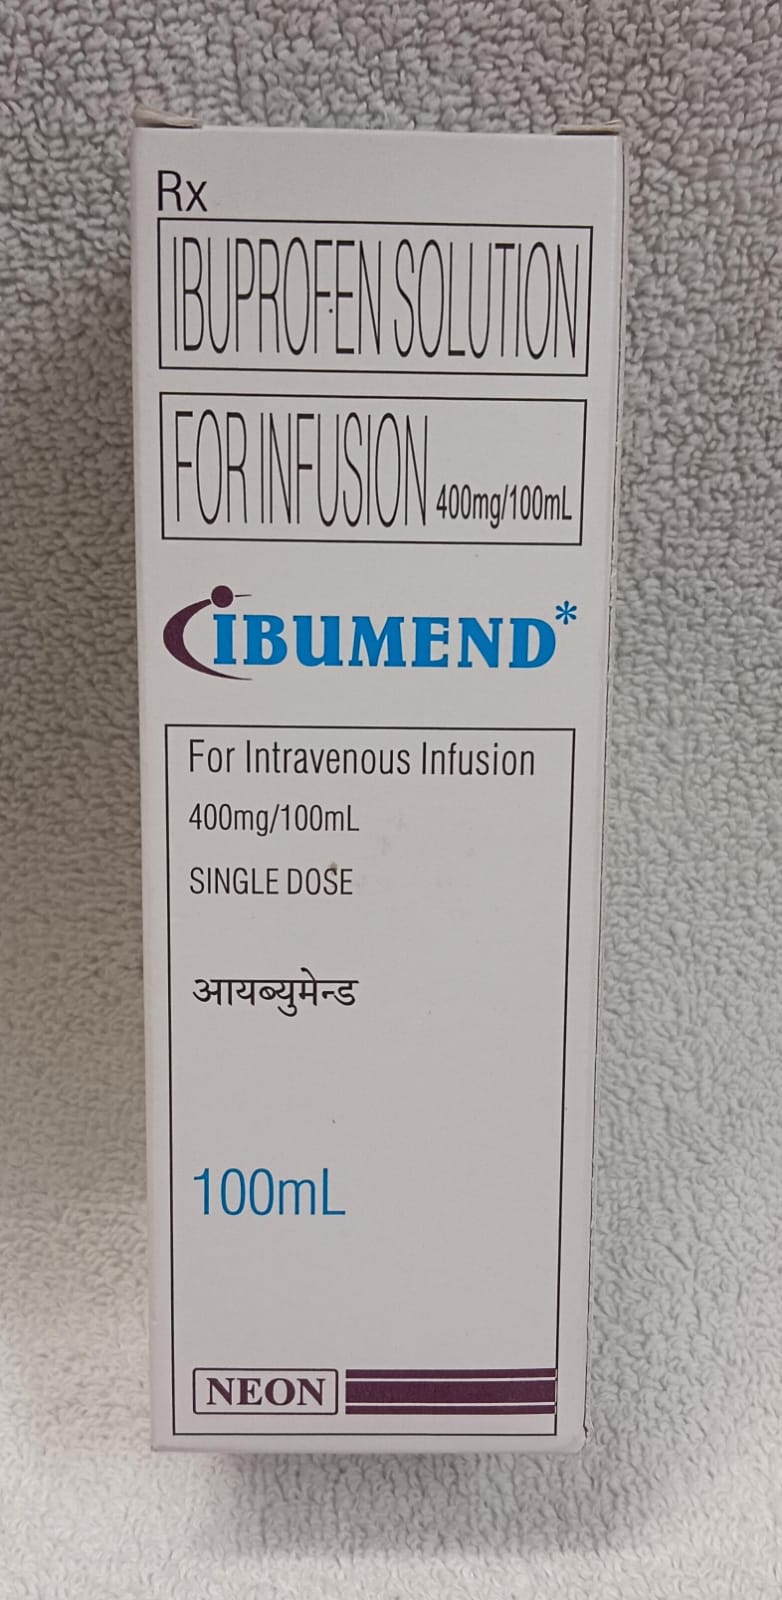 Rx
IBUPROFEN SOLUTION
FOR INFUSION 400mg/100mL
IBUMEND*
For Intravenous Infusion
400mg/100mL
SINGLE DOSE
आयब्युमेन्ड
100mL
NEON